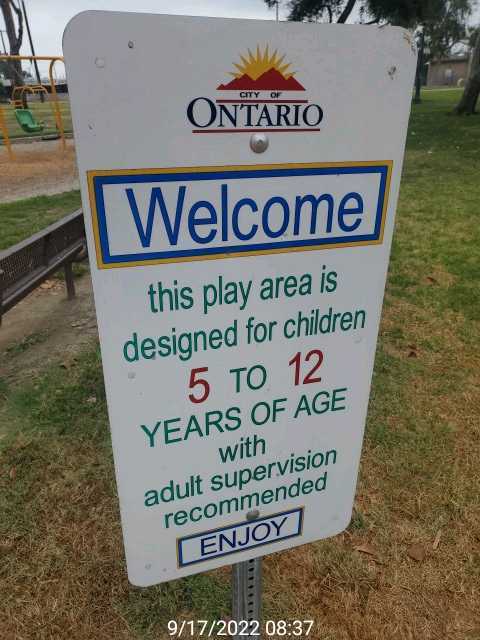 CITY OF
ONTARIO
Welcome
this play area is
designed for children
5 TO 12
YEARS OF AGE
with
adult supervision
recommended
ENJOY
9/17/2022 08:37